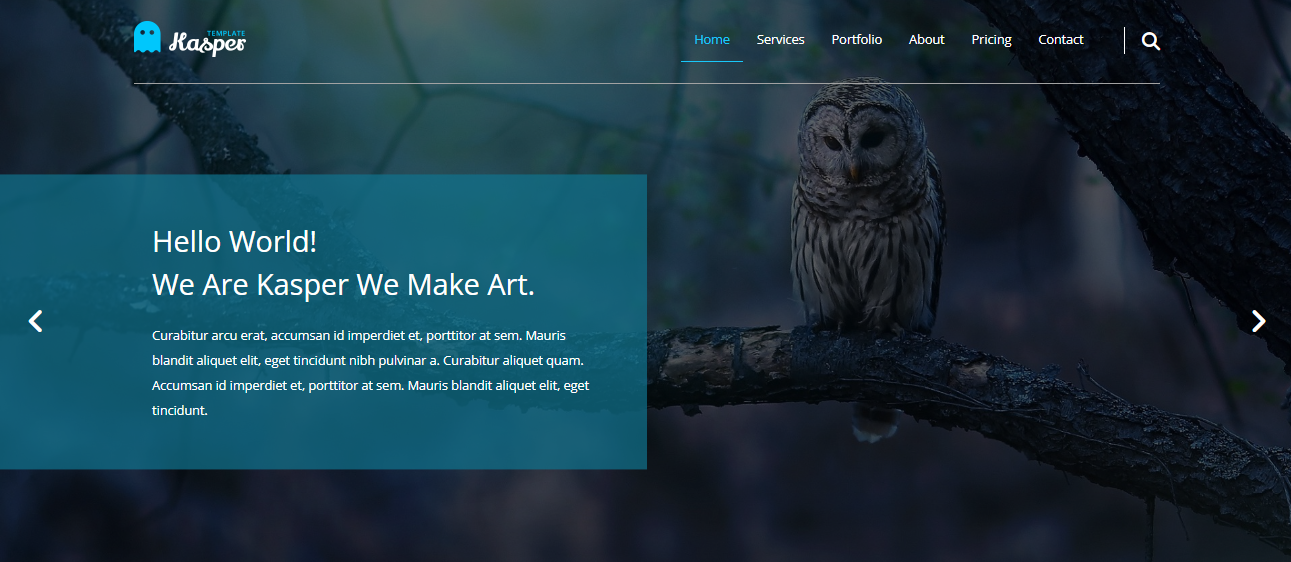 TEMPLATE
Kasper
Home Services Portfolio About Pricing Contact
Hello World!
We Are Kasper We Make Art.
Curabitur arcu erat, accumsan id imperdiet et, porttitor at sem. Mauris
blandit aliquet elit, eget tincidunt nibh pulvinar a. Curabitur aliquet quam.
Accumsan id imperdiet et, porttitor at sem. Mauris blandit aliquet elit, eget
tincidunt.